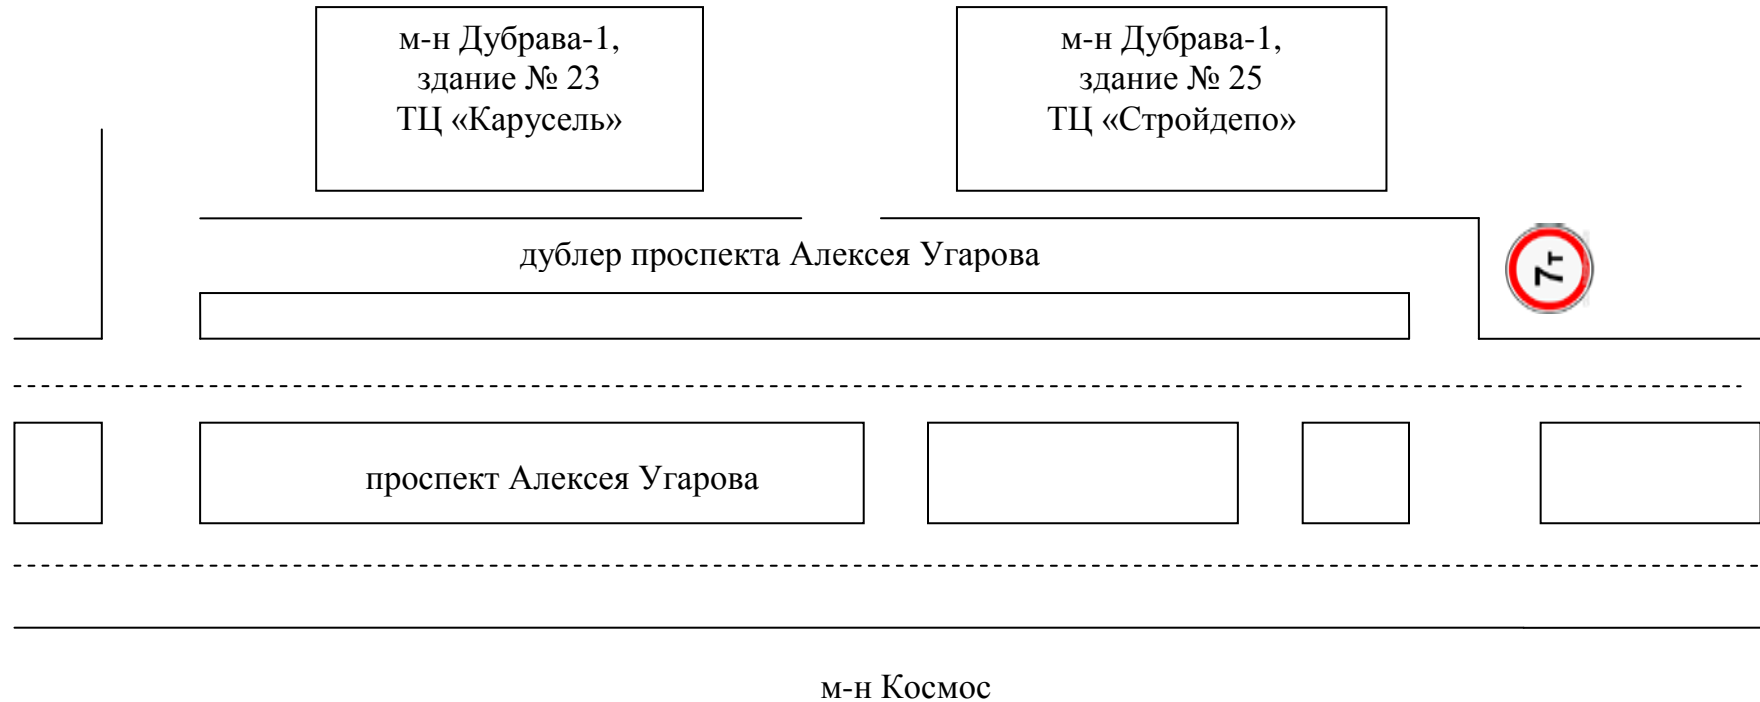 м-н Дубрава-1,
здание № 23
ТЦ «Карусель»
м-н Дубрава-1,
здание № 25
ТЦ «Стройдепо»
дублер проспекта Алексея Угарова
7т
проспект Алексея Угарова
м-н Космос